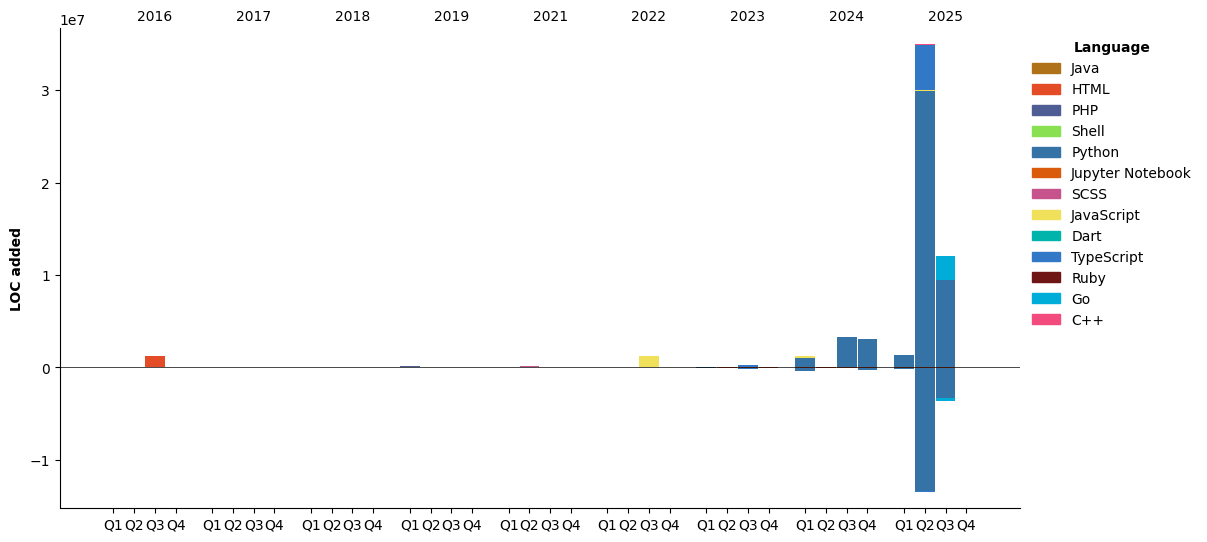 2016 2017 2018 2019 2021 2022 2023 2024 2025
1e7
3
2
1
0
−1
LOC added
Q1 Q2 Q3 Q4 Q1 Q2 Q3 Q4 Q1 Q2 Q3 Q4 Q1 Q2 Q3 Q4 Q1 Q2 Q3 Q4 Q1 Q2 Q3 Q4 Q1 Q2 Q3 Q4 Q1 Q2 Q3 Q4 Q1 Q2 Q3 Q4
Language
Java
HTML
PHP
Shell
Python
Jupyter Notebook
SCSS
JavaScript
Dart
TypeScript
Ruby
Go
C++